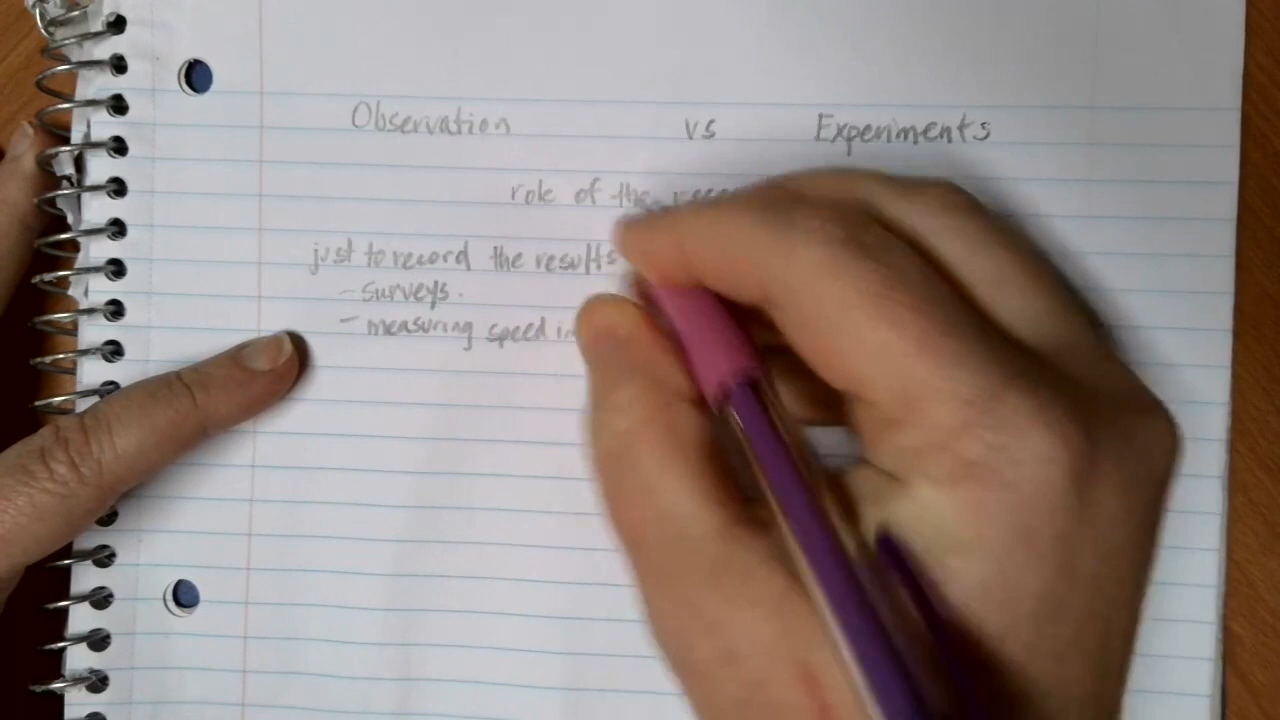 Observation vs Experiments
role of the
just to record the results
- surveys.
- measuring speed in